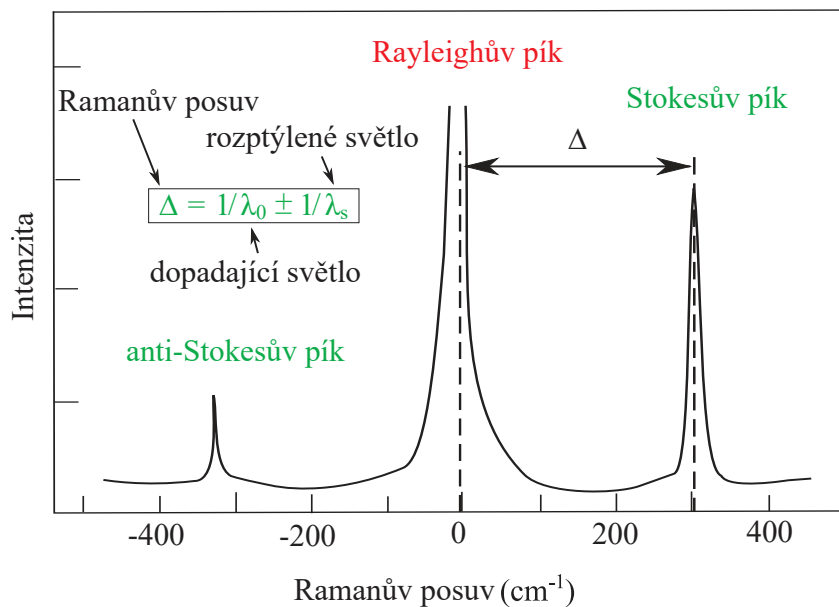 Rayleighův pík
Stokesův pík
Ramanův posuv
rozptýlené světlo
Δ
Δ = 1/λ₀ ± 1/λₛ
dopadající světlo
Intenzita
anti-Stokesův pík
-400 -200 0 200 400
Ramanův posuv (cm⁻¹)